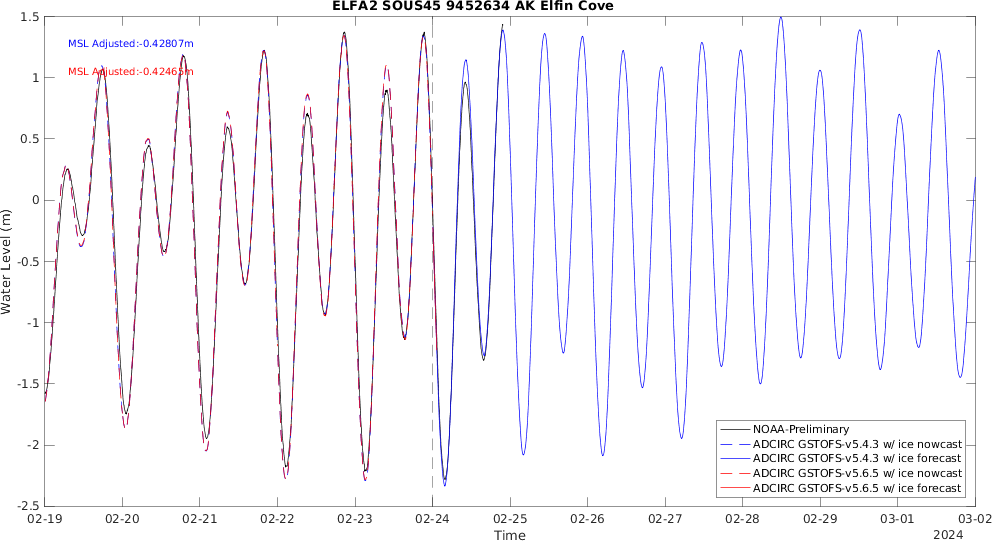 ELFA2 SOUS45 9452634 AK Elfin Cove
1.5
MSL Adjusted:-0.42807m
1
MSL Adjusted:-0.42465m
0.5
0
-0.5
-1
-1.5
-2
-2.5
Water Level (m)
NOAA-Preliminary
ADCIRC GSTOFS-v5.4.3 w/ ice nowcast
ADCIRC GSTOFS-v5.4.3 w/ ice forecast
ADCIRC GSTOFS-v5.6.5 w/ ice nowcast
ADCIRC GSTOFS-v5.6.5 w/ ice forecast
02-19 02-20 02-21 02-22 02-23 02-24 02-25 02-26 02-27 02-28 02-29 03-01 03-02
Time 2024